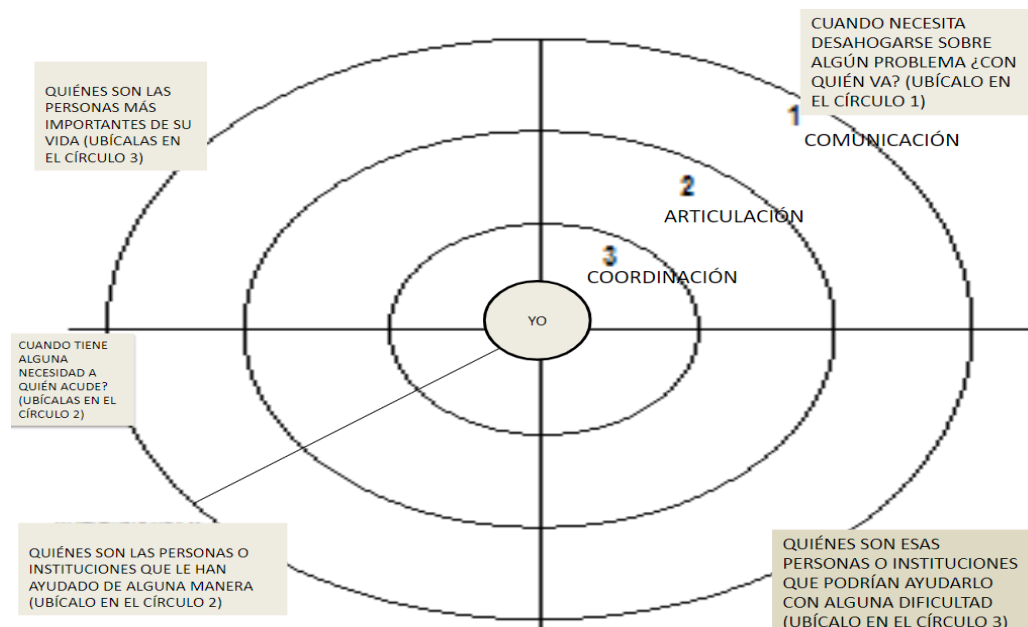 CUANDO NECESITA
DESAHOGARSE SOBRE
ALGÚN PROBLEMA ¿CON
QUIÉN VA? (UBÍCALO EN
EL CÍRCULO 1)
QUIÉNES SON LAS
PERSONAS MÁS
IMPORTANTES DE SU
VIDA (UBÍCALAS EN
EL CÍRCULO 3)
1
COMUNICACIÓN
2
ARTICULACIÓN
3
COORDINACIÓN
YO
CUANDO TIENE
ALGUNA
NECESIDAD A
QUIÉN ACUDE?
(UBÍCALAS EN EL
CÍRCULO 2)
QUIÉNES SON LAS PERSONAS O
INSTITUCIONES QUE LE HAN
AYUDADO DE ALGUNA MANERA
(UBÍCALO EN EL CÍRCULO 2)
QUIÉNES SON ESAS
PERSONAS O INSTITUCIONES
QUE PODRÍAN AYUDARLO
CON ALGUNA DIFICULTAD
(UBÍCALO EN EL CÍRCULO 3)